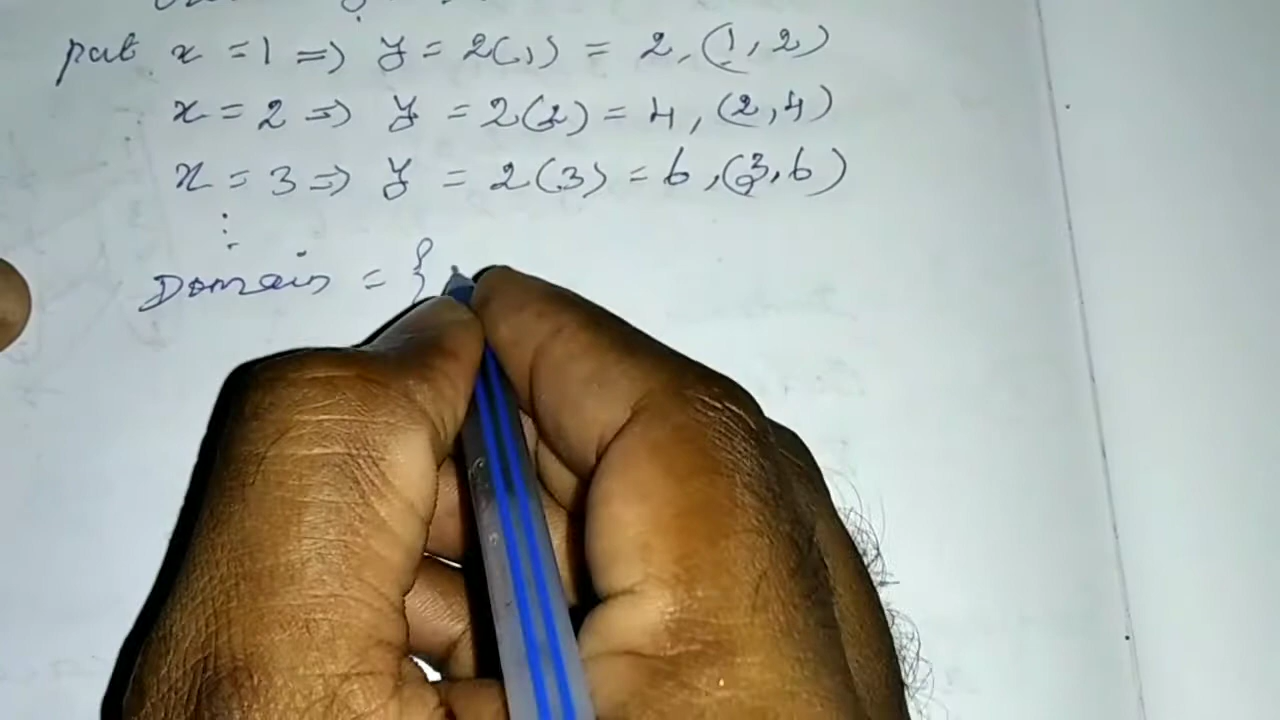 put x = 1 => y = 2(1) = 2, (1, 2)
x = 2 => y = 2(2) = 4, (2, 4)
x = 3 => y = 2(3) = 6, (3, 6)
⋮
Domain = {